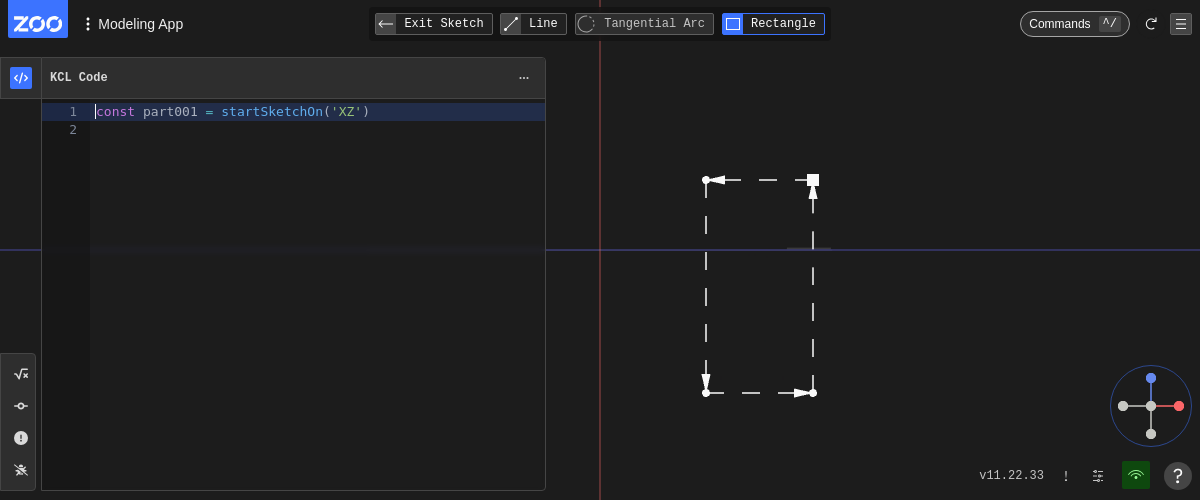 ZOO
Modeling App
Exit Sketch
Line
Tangential Arc
Rectangle
Commands ^/
KCL Code
1 const part001 = startSketchOn('XZ')
2
v11.22.33
!
?